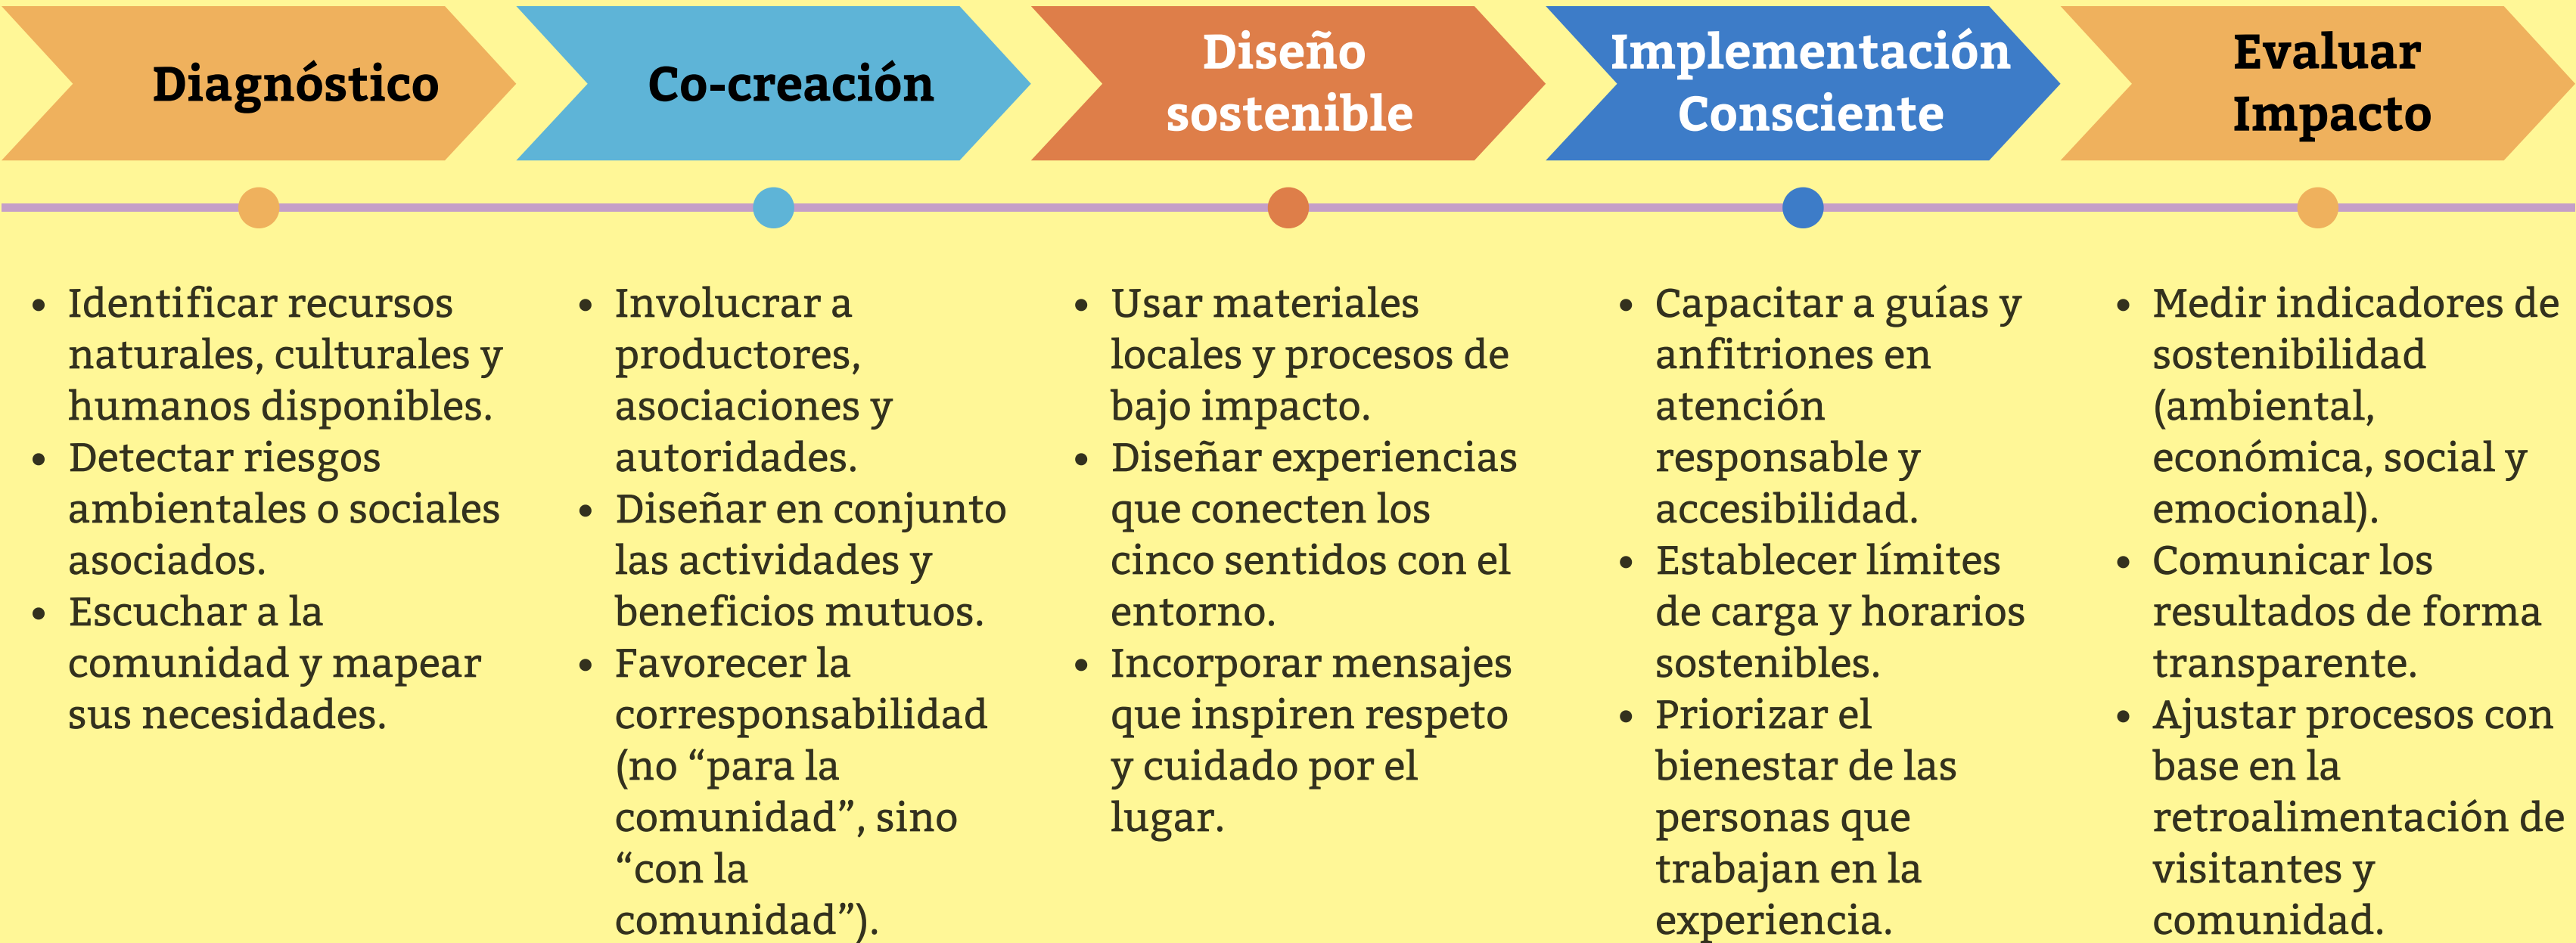 Diagnóstico
Co-creación
Diseño
sostenible
Implementación
Consciente
Evaluar
Impacto
• Identificar recursos
naturales, culturales y
humanos disponibles.
• Detectar riesgos
ambientales o sociales
asociados.
• Escuchar a la
comunidad y mapear
sus necesidades.
• Involucrar a
productores,
asociaciones y
autoridades.
• Diseñar en conjunto
las actividades y
beneficios mutuos.
• Favorecer la
corresponsabilidad
(no “para la
comunidad”, sino
“con la
comunidad”).
• Usar materiales
locales y procesos de
bajo impacto.
• Diseñar experiencias
que conecten los
cinco sentidos con el
entorno.
• Incorporar mensajes
que inspiren respeto
y cuidado por el
lugar.
• Capacitar a guías y
anfitriones en
atención
responsable y
accesibilidad.
• Establecer límites
de carga y horarios
sostenibles.
• Priorizar el
bienestar de las
personas que
trabajan en la
experiencia.
• Medir indicadores de
sostenibilidad
(ambiental,
económica, social y
emocional).
• Comunicar los
resultados de forma
transparente.
• Ajustar procesos con
base en la
retroalimentación de
visitantes y
comunidad.